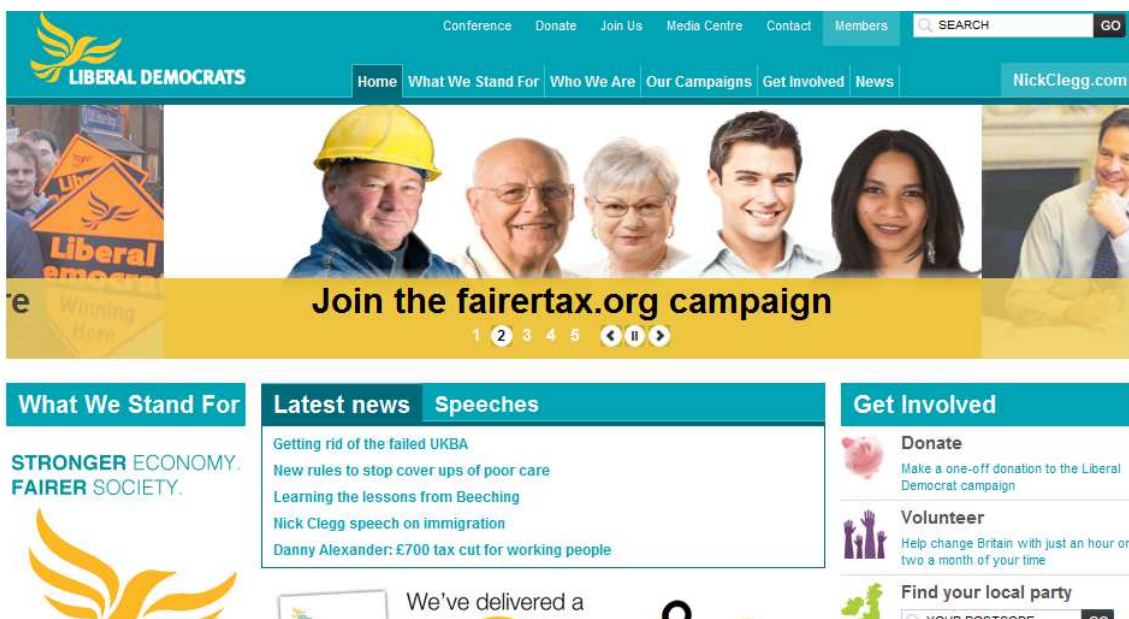 Conference Donate Join Us Media Centre Contact Members SEARCH GO
LIBERAL DEMOCRATS
Home What We Stand For Who We Are Our Campaigns Get Involved News NickClegg.com
Liberal
Winning
Here
re
Join the fairertax.org campaign
1 2 3 4 5
What We Stand For
STRONGER ECONOMY.
FAIRER SOCIETY.
Latest news Speeches
Getting rid of the failed UKBA
New rules to stop cover ups of poor care
Learning the lessons from Beeching
Nick Clegg speech on immigration
Danny Alexander: £700 tax cut for working people
We've delivered a
Get Involved
Donate
Make a one-off donation to the Liberal
Democrat campaign
Volunteer
Help change Britain with just an hour or
two a month of your time
Find your local party
YOUR POSTCODE GO